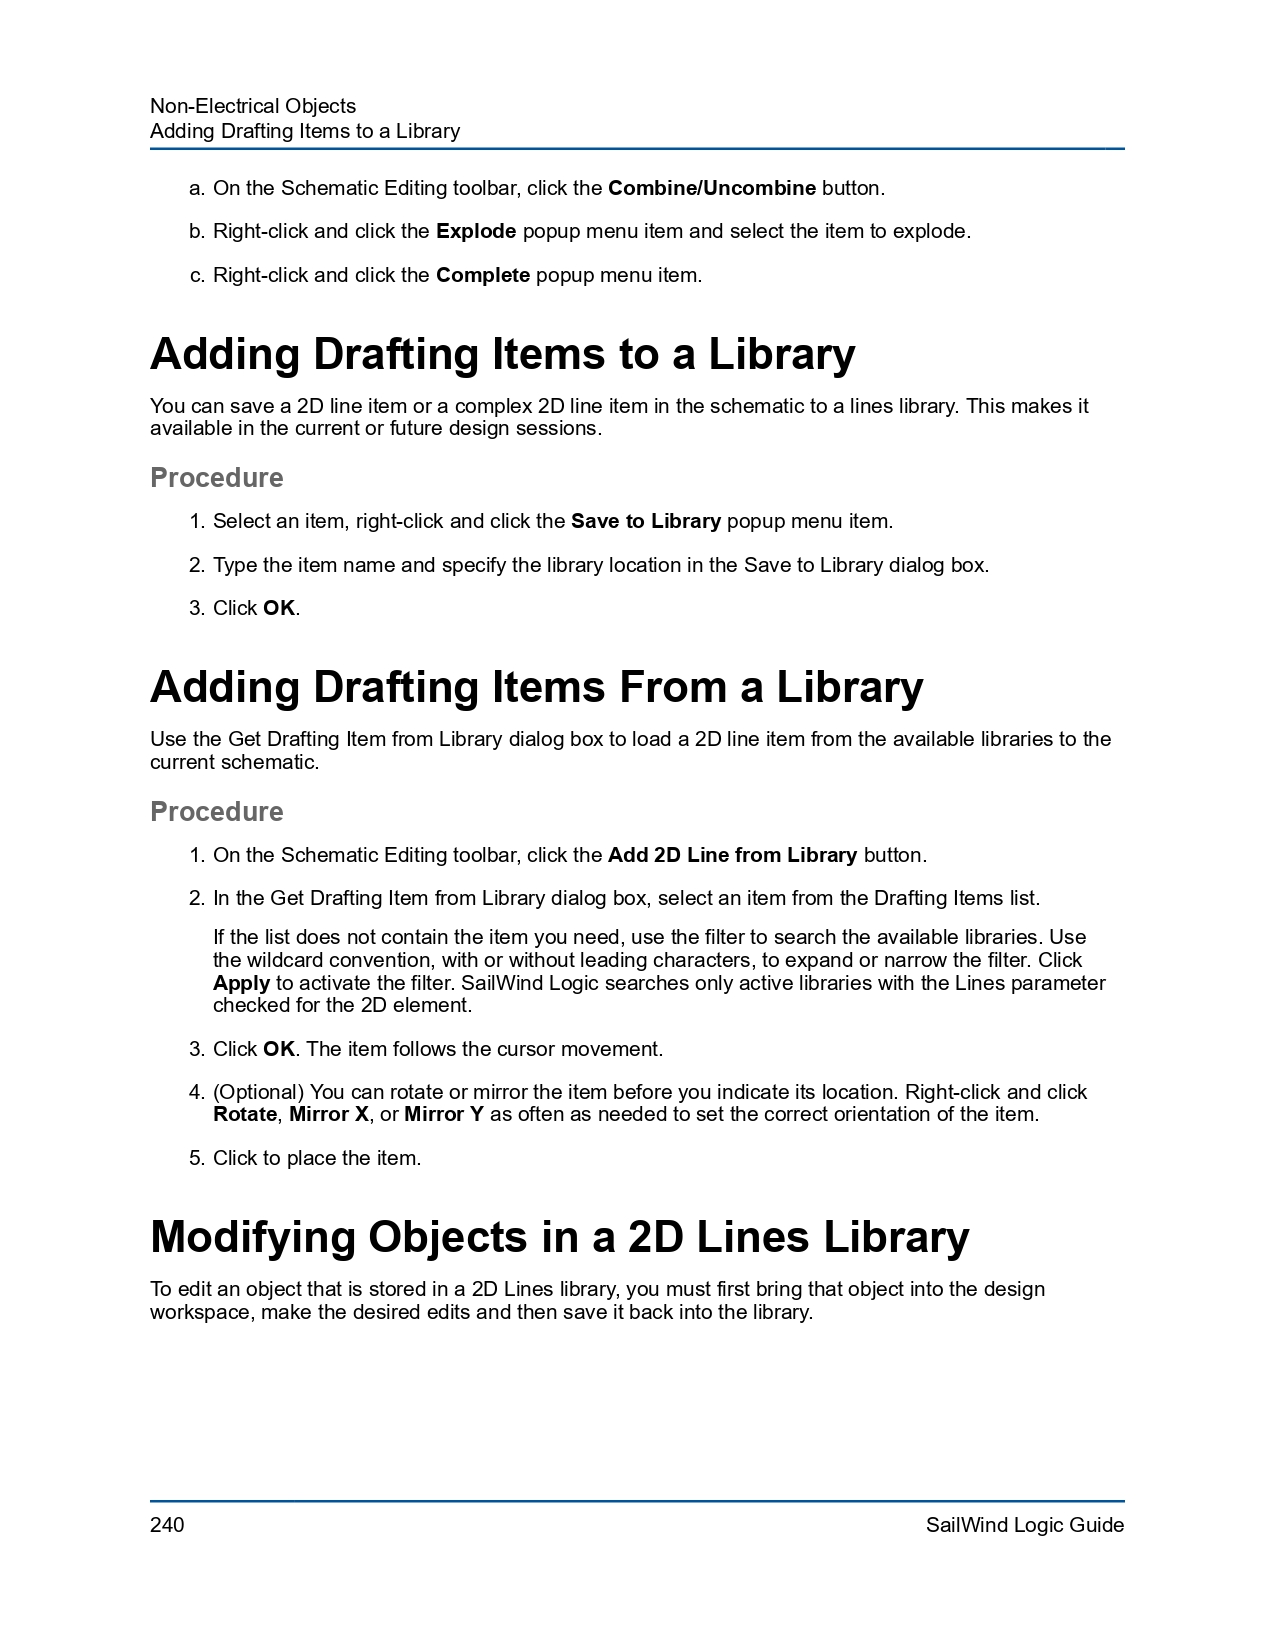 Non-Electrical Objects
Adding Drafting Items to a Library
a. On the Schematic Editing toolbar, click the Combine/Uncombine button.
b. Right-click and click the Explode popup menu item and select the item to explode.
c. Right-click and click the Complete popup menu item.
Adding Drafting Items to a Library
You can save a 2D line item or a complex 2D line item in the schematic to a lines library. This makes it
available in the current or future design sessions.
Procedure
1. Select an item, right-click and click the Save to Library popup menu item.
2. Type the item name and specify the library location in the Save to Library dialog box.
3. Click OK.
Adding Drafting Items From a Library
Use the Get Drafting Item from Library dialog box to load a 2D line item from the available libraries to the
current schematic.
Procedure
1. On the Schematic Editing toolbar, click the Add 2D Line from Library button.
2. In the Get Drafting Item from Library dialog box, select an item from the Drafting Items list.
If the list does not contain the item you need, use the filter to search the available libraries. Use
the wildcard convention, with or without leading characters, to expand or narrow the filter. Click
Apply to activate the filter. SailWind Logic searches only active libraries with the Lines parameter
checked for the 2D element.
3. Click OK. The item follows the cursor movement.
4. (Optional) You can rotate or mirror the item before you indicate its location. Right-click and click
Rotate, Mirror X, or Mirror Y as often as needed to set the correct orientation of the item.
5. Click to place the item.
Modifying Objects in a 2D Lines Library
To edit an object that is stored in a 2D Lines library, you must first bring that object into the design
workspace, make the desired edits and then save it back into the library.
240
SailWind Logic Guide